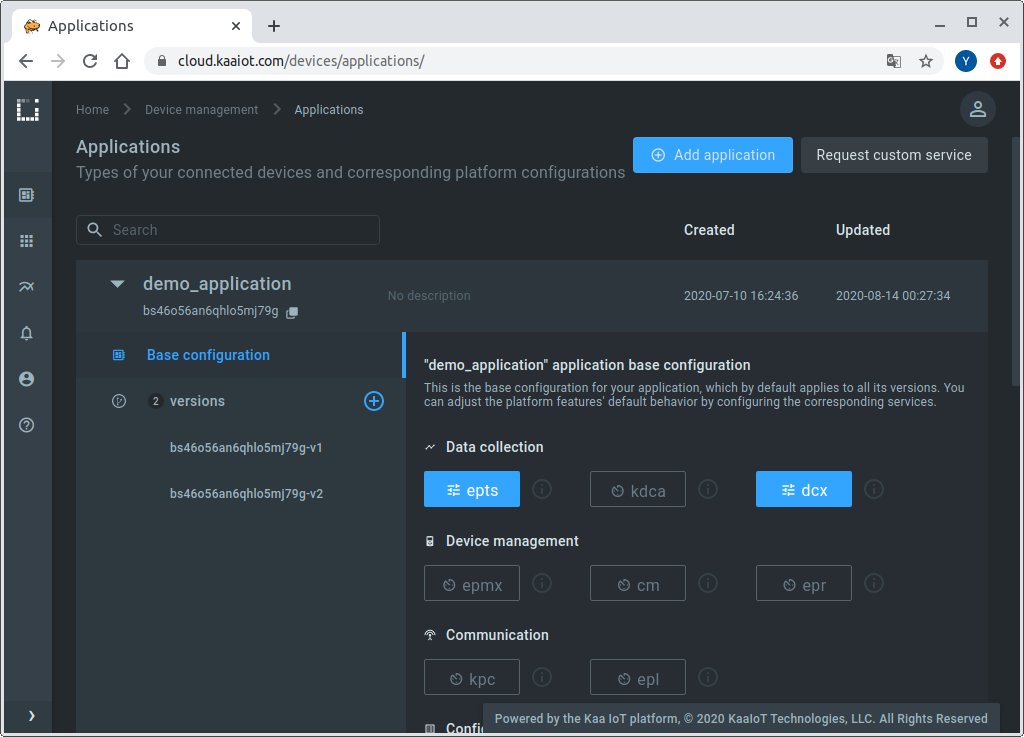 Applications
cloud.kaaiot.com/devices/applications/
Y
Home Device management Applications
Applications
Types of your connected devices and corresponding platform configurations
Add application
Request custom service
Search
Created
Updated
demo_application
bs46o56an6qhlo5mj79g
No description
2020-07-10 16:24:36
2020-08-14 00:27:34
Base configuration
2 versions
bs46o56an6qhlo5mj79g-v1
bs46o56an6qhlo5mj79g-v2
"demo_application" application base configuration
This is the base configuration for your application, which by default applies to all its versions. You
can adjust the platform features' default behavior by configuring the corresponding services.
Data collection
epts
kdca
dcx
Device management
epmx
cm
epr
Communication
kpc
epl
Powered by the Kaa IoT platform, © 2020 KaaIoT Technologies, LLC. All Rights Reserved